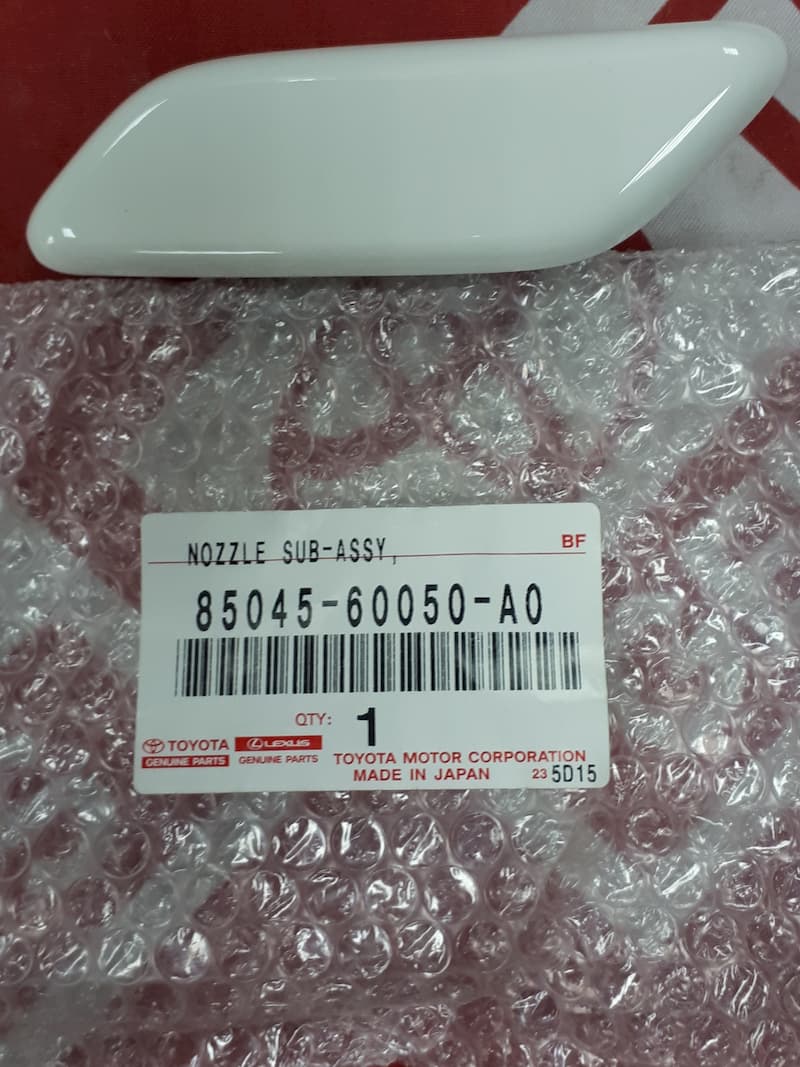 NOZZLE SUB-ASSY,
BF
85045-60050-A0
QTY: 1
TOYOTA
GENUINE PARTS
LEXUS
GENUINE PARTS
TOYOTA MOTOR CORPORATION
MADE IN JAPAN
23 5D15